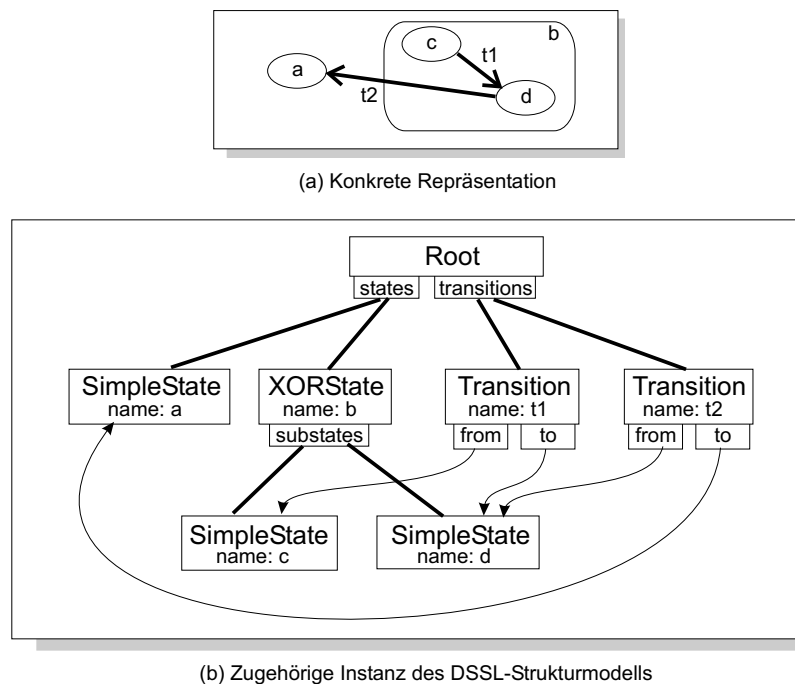 c
b
t1
a
t2
d
(a) Konkrete Repräsentation
Root
states transitions
SimpleState
name: a
XORState
name: b
substates
Transition
name: t1
from to
Transition
name: t2
from to
SimpleState
name: c
SimpleState
name: d
(b) Zugehörige Instanz des DSSL-Strukturmodells